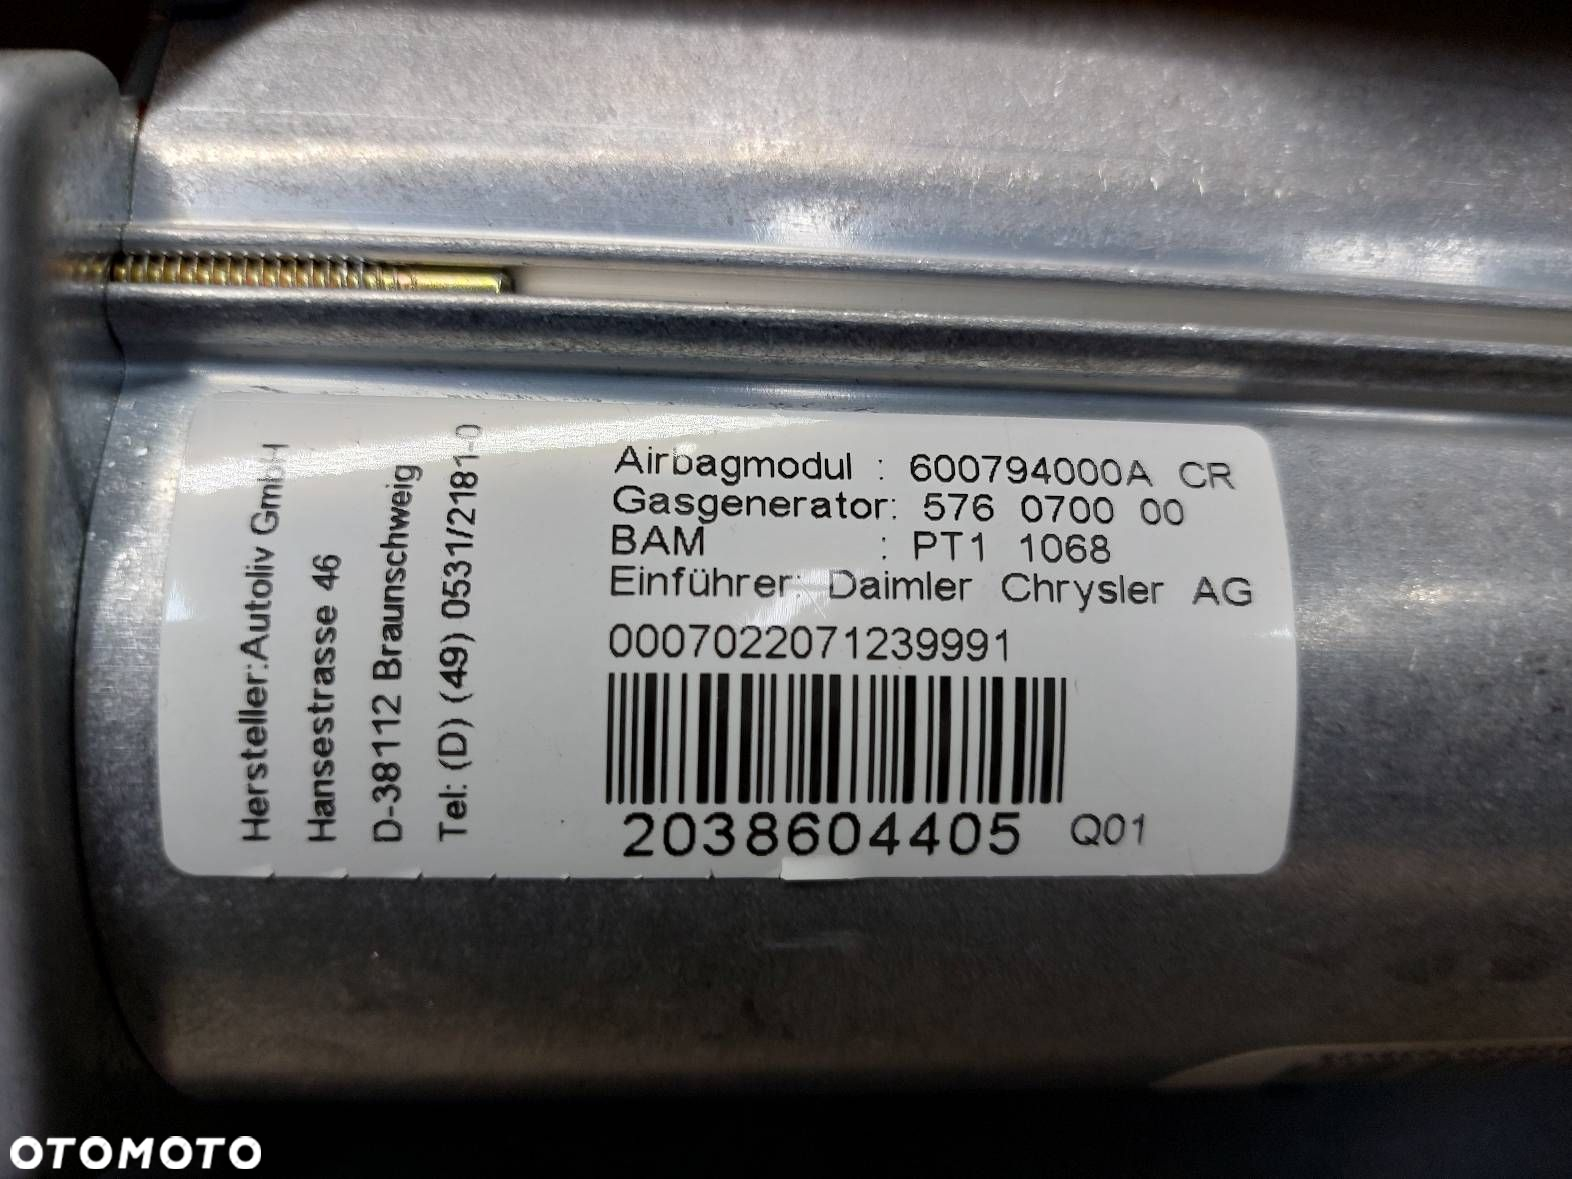 Hersteller:Autoliv GmbH
Hansestrasse 46
D-38112 Braunschweig
Tel: (D) (49) 0531/2181-0
Airbagmodul : 600794000A CR
Gasgenerator: 576 0700 00
BAM : PT1 1068
Einführer: Daimler Chrysler AG
0007022071239991
2038604405 Q01
OTOMOTO